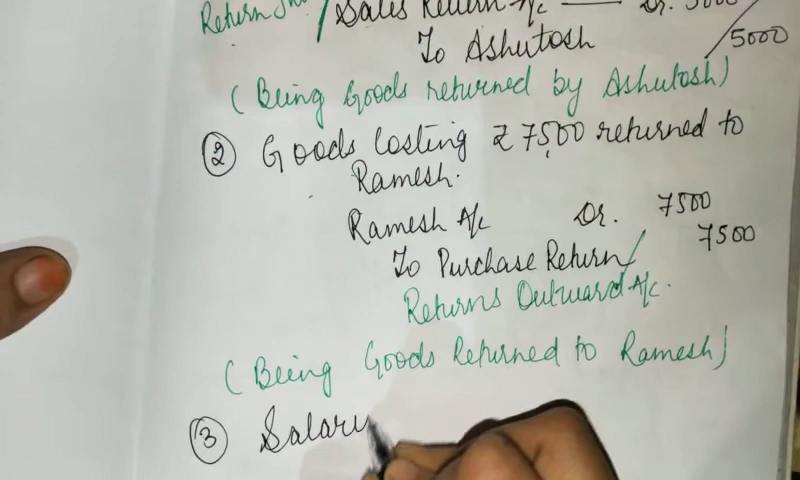 Sales Return A/c Dr. 5000
To Ashutosh 5000
(Being Goods returned by Ashutosh)
② Goods Costing ₹ 7500 returned to
Ramesh.
Ramesh A/c Dr. 7500
To Purchase Return/ 7500
Returns Outward A/c.
(Being Goods Returned to Ramesh)
③ Salary